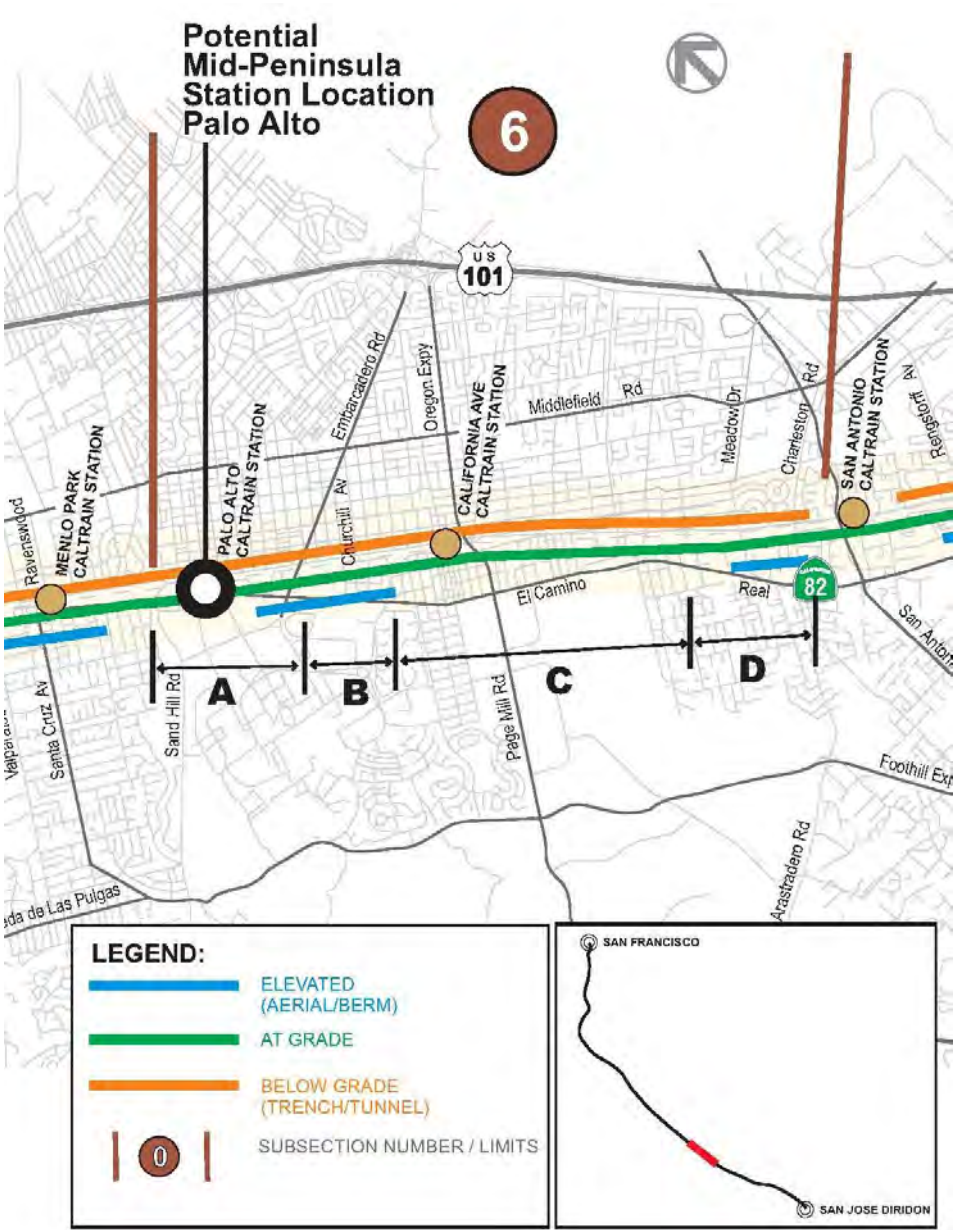 Potential
Mid-Peninsula
Station Location
Palo Alto
6
U S
101
Embarcadero Rd
Oregon Expy
Middlefield Rd
Meadow Dr
Charleston Rd
SAN ANTONIO
CALTRAIN STATION
Rengstorff Av
Ravenswood
MENLO PARK
CALTRAIN STATION
PALO ALTO
CALTRAIN STATION
Churchill Av
CALIFORNIA AVE
CALTRAIN STATION
El Camino Real
82
San Anton
A
B
C
D
Santa Cruz Av
Sand Hill Rd
Page Mill Rd
Foothill Exp
Arastradero Rd
eda de Las Pulgas
LEGEND:
ELEVATED
(AERIAL/BERM)
AT GRADE
BELOW GRADE
(TRENCH/TUNNEL)
0
SUBSECTION NUMBER / LIMITS
SAN FRANCISCO
SAN JOSE DIRIDON